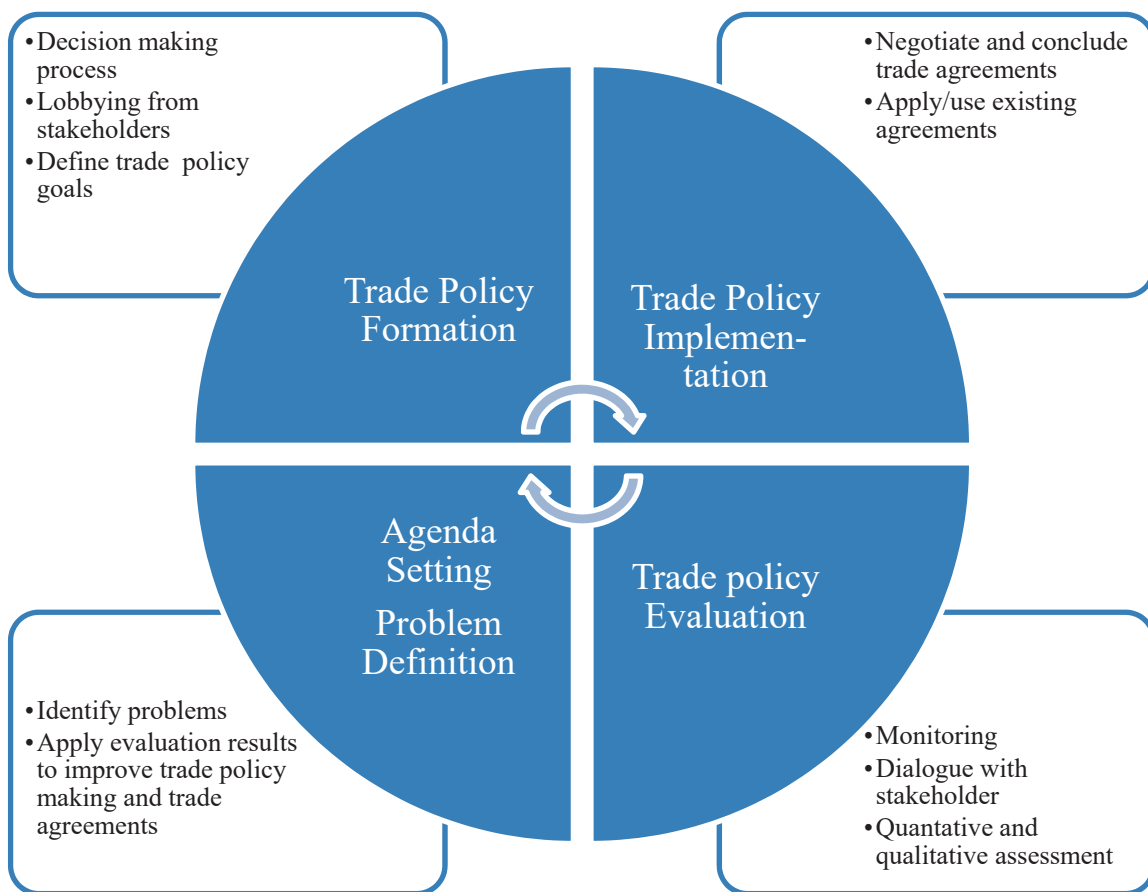 •Decision making
process
•Lobbying from
stakeholders
•Define trade policy
goals
•Negotiate and conclude
trade agreements
•Apply/use existing
agreements
Trade Policy
Formation
Trade Policy
Implemen-
tation
Agenda
Setting
Problem
Definition
Trade policy
Evaluation
•Identify problems
•Apply evaluation results
to improve trade policy
making and trade
agreements
•Monitoring
•Dialogue with
stakeholder
•Quantative and
qualitative assessment